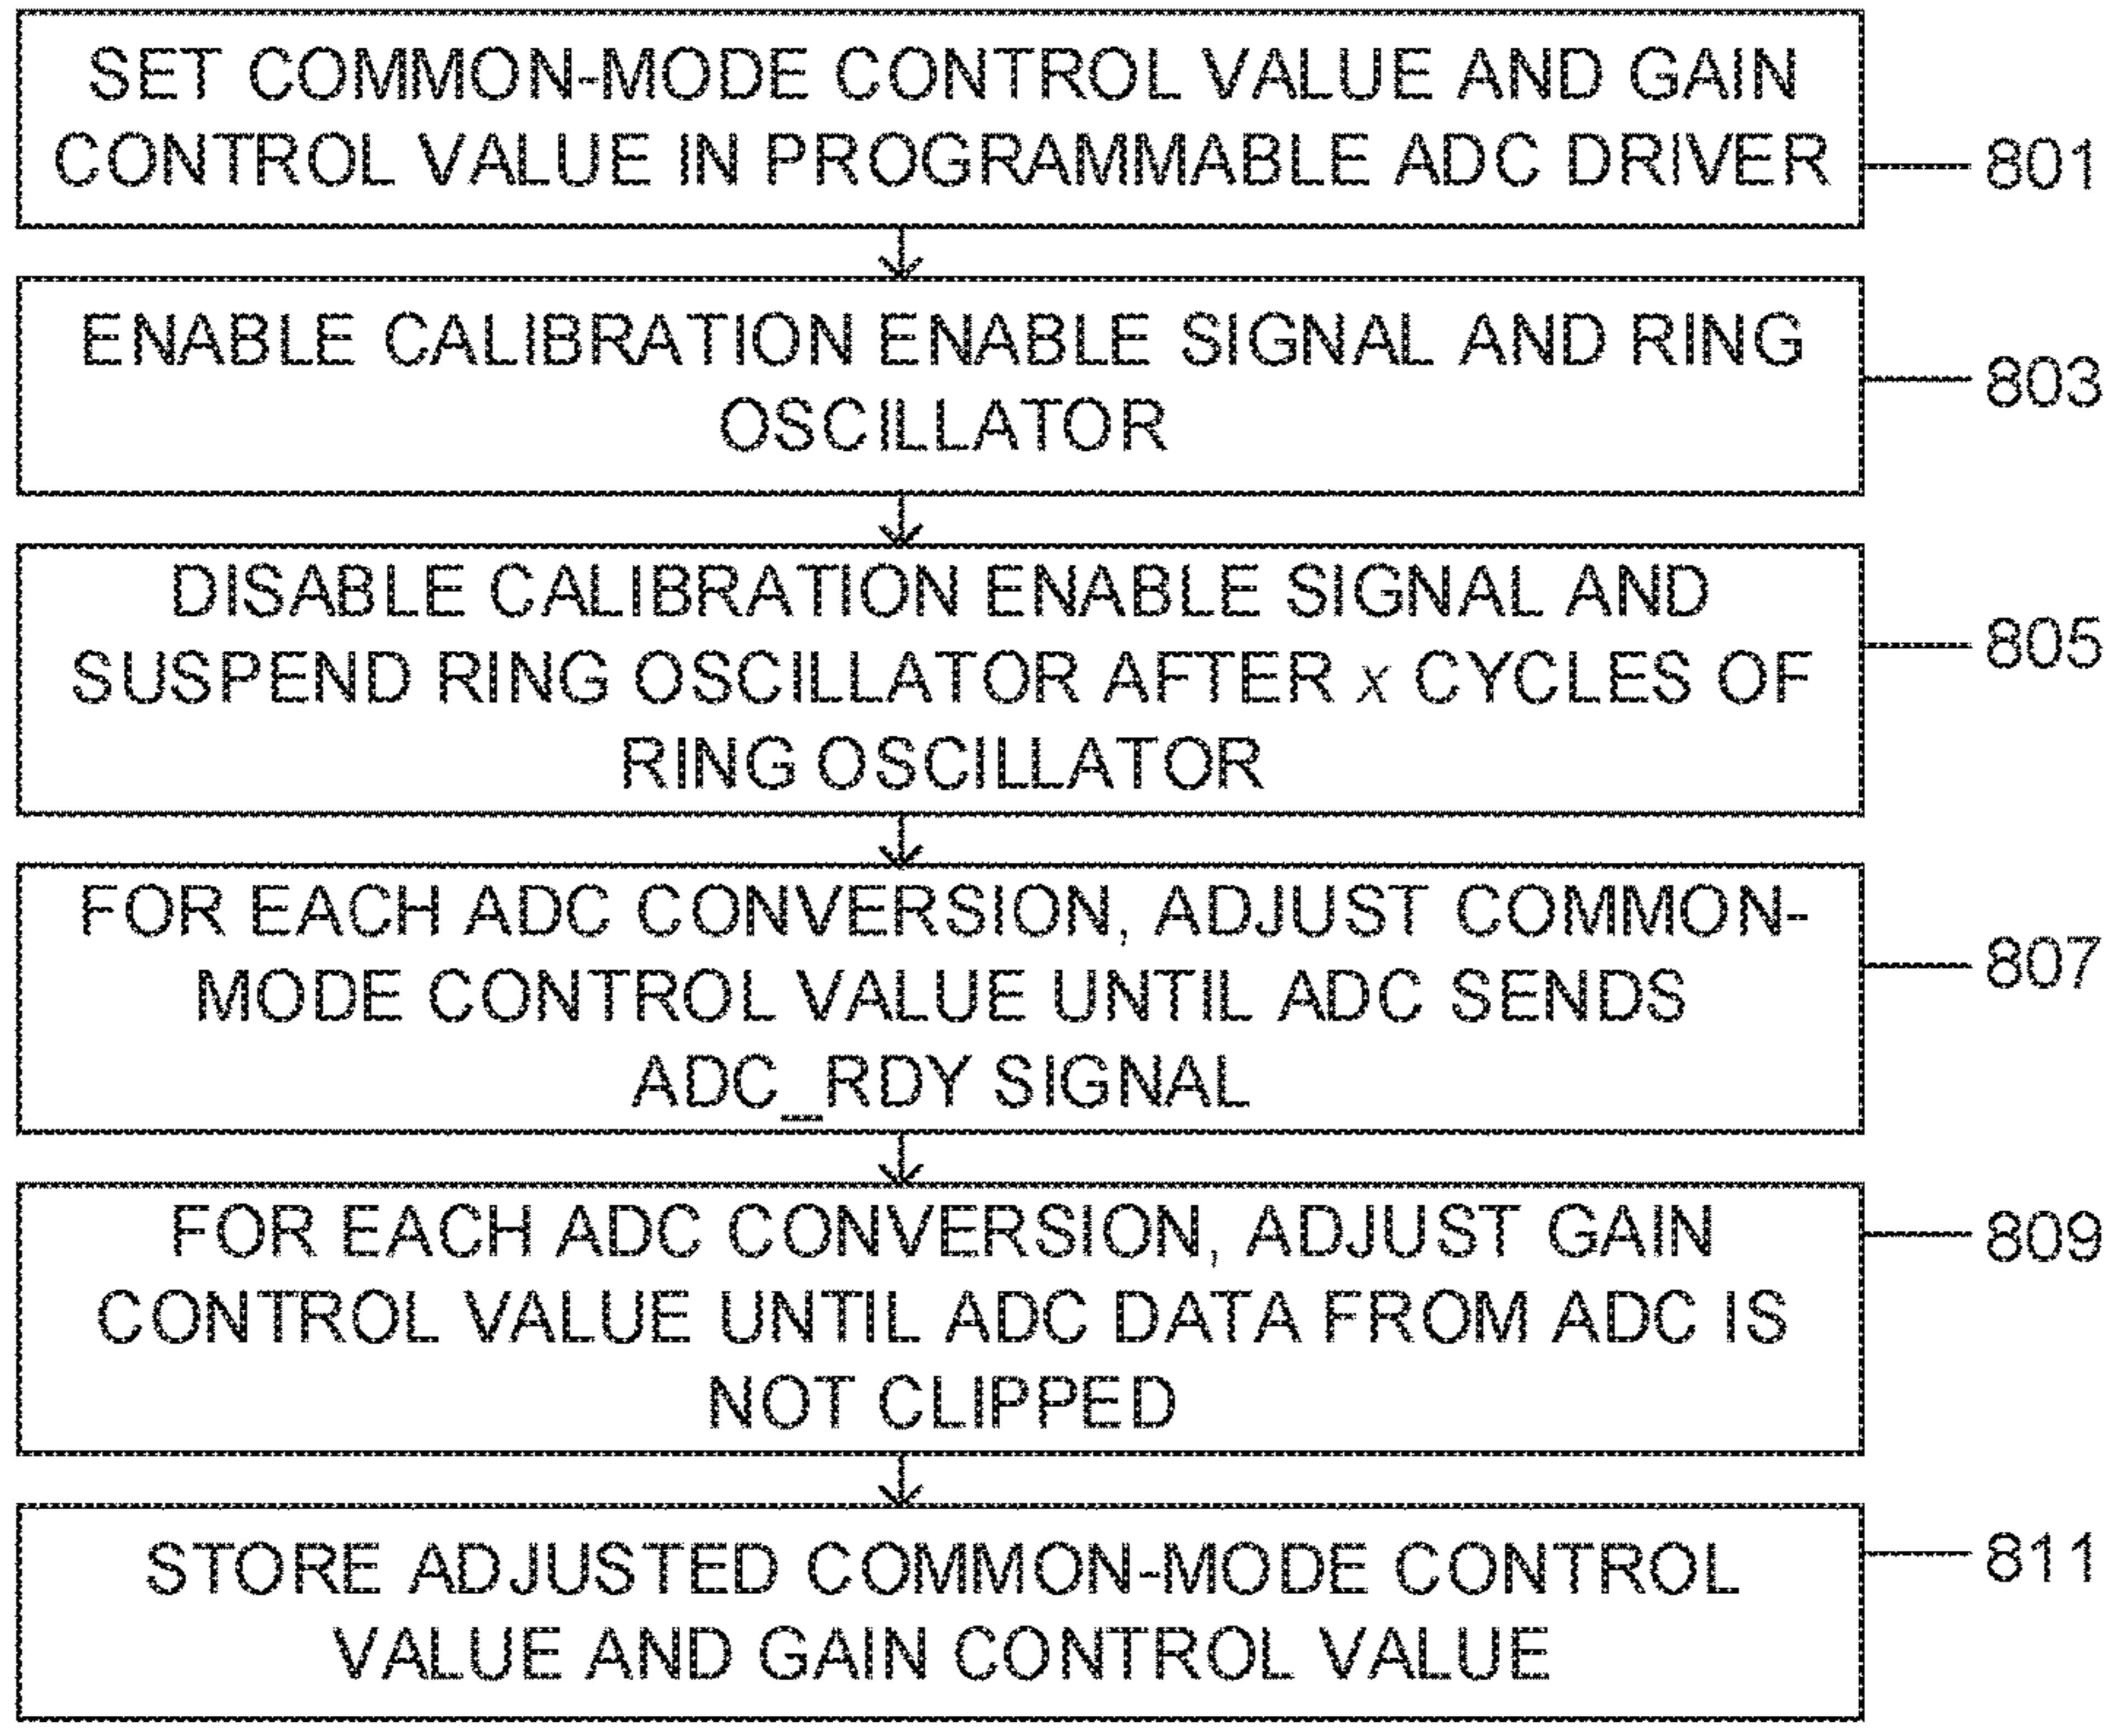 SET COMMON-MODE CONTROL VALUE AND GAIN
CONTROL VALUE IN PROGRAMMABLE ADC DRIVER
801
ENABLE CALIBRATION ENABLE SIGNAL AND RING
OSCILLATOR
803
DISABLE CALIBRATION ENABLE SIGNAL AND
SUSPEND RING OSCILLATOR AFTER x CYCLES OF
RING OSCILLATOR
805
FOR EACH ADC CONVERSION, ADJUST COMMON-
MODE CONTROL VALUE UNTIL ADC SENDS
ADC_RDY SIGNAL
807
FOR EACH ADC CONVERSION, ADJUST GAIN
CONTROL VALUE UNTIL ADC DATA FROM ADC IS
NOT CLIPPED
809
STORE ADJUSTED COMMON-MODE CONTROL
VALUE AND GAIN CONTROL VALUE
811